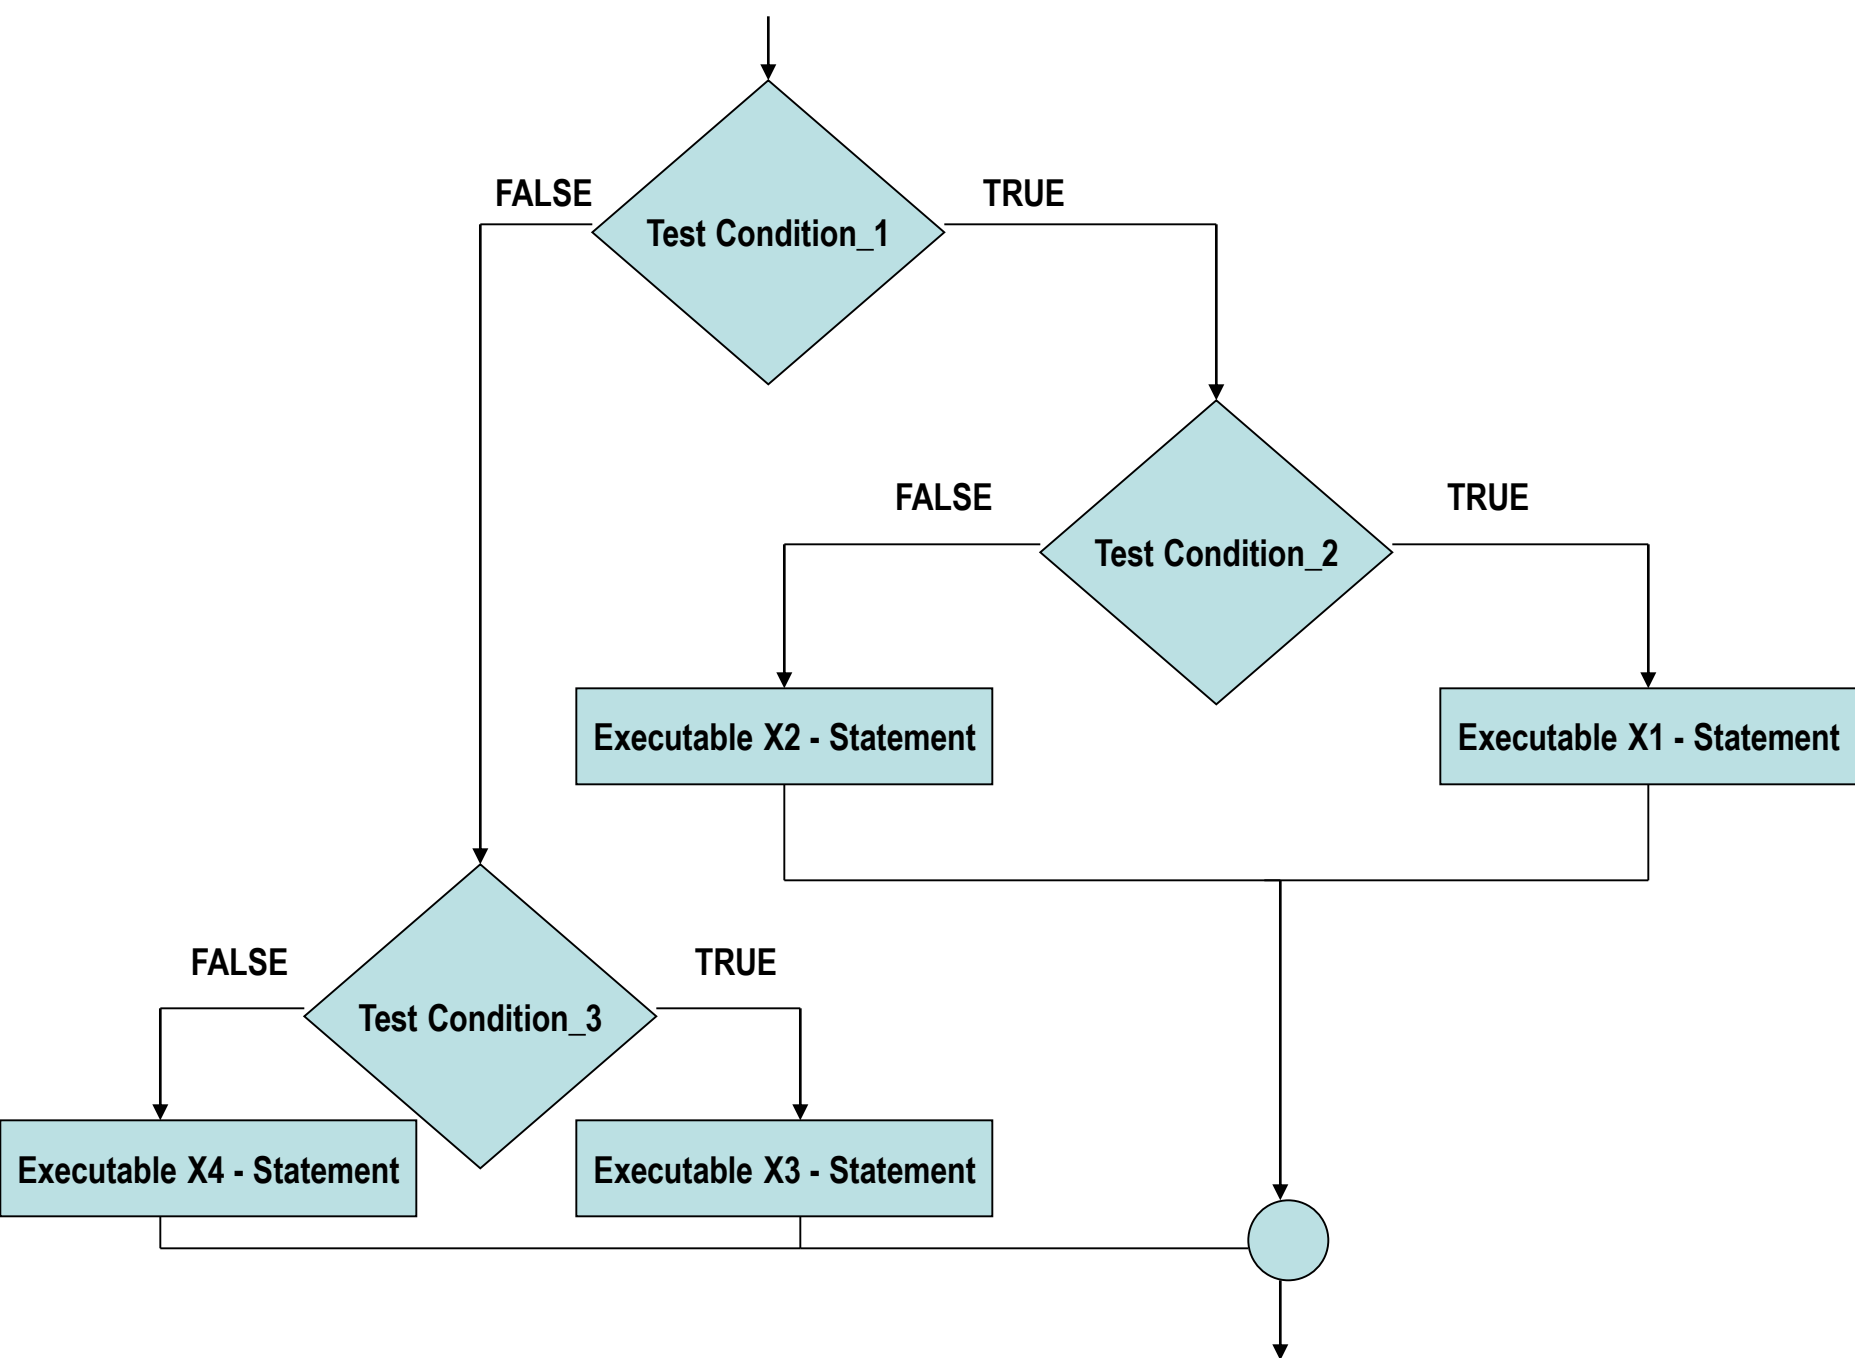 FALSE
TRUE
Test Condition_1
FALSE
TRUE
Test Condition_2
Executable X2 - Statement
Executable X1 - Statement
FALSE
TRUE
Test Condition_3
Executable X4 - Statement
Executable X3 - Statement